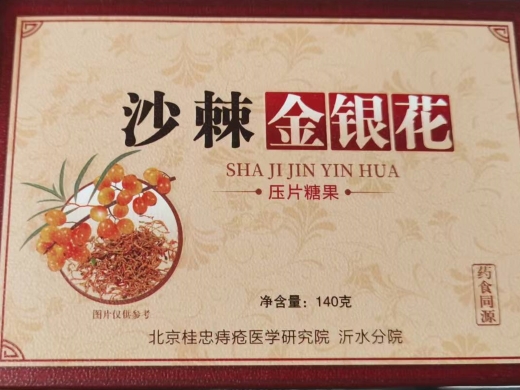 沙棘金银花
SHA JI JIN YIN HUA
压片糖果
图片仅供参考
净含量：140克
药食同源
北京桂忠痔疮医学研究院 沂水分院